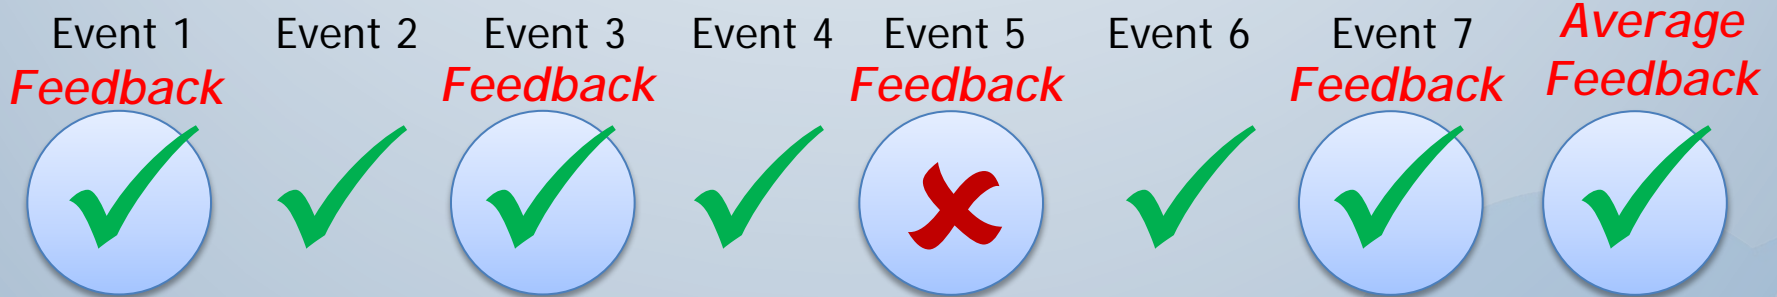 Event 1
Feedback
Event 2
Event 3
Feedback
Event 4
Event 5
Feedback
Event 6
Event 7
Feedback
Average
Feedback